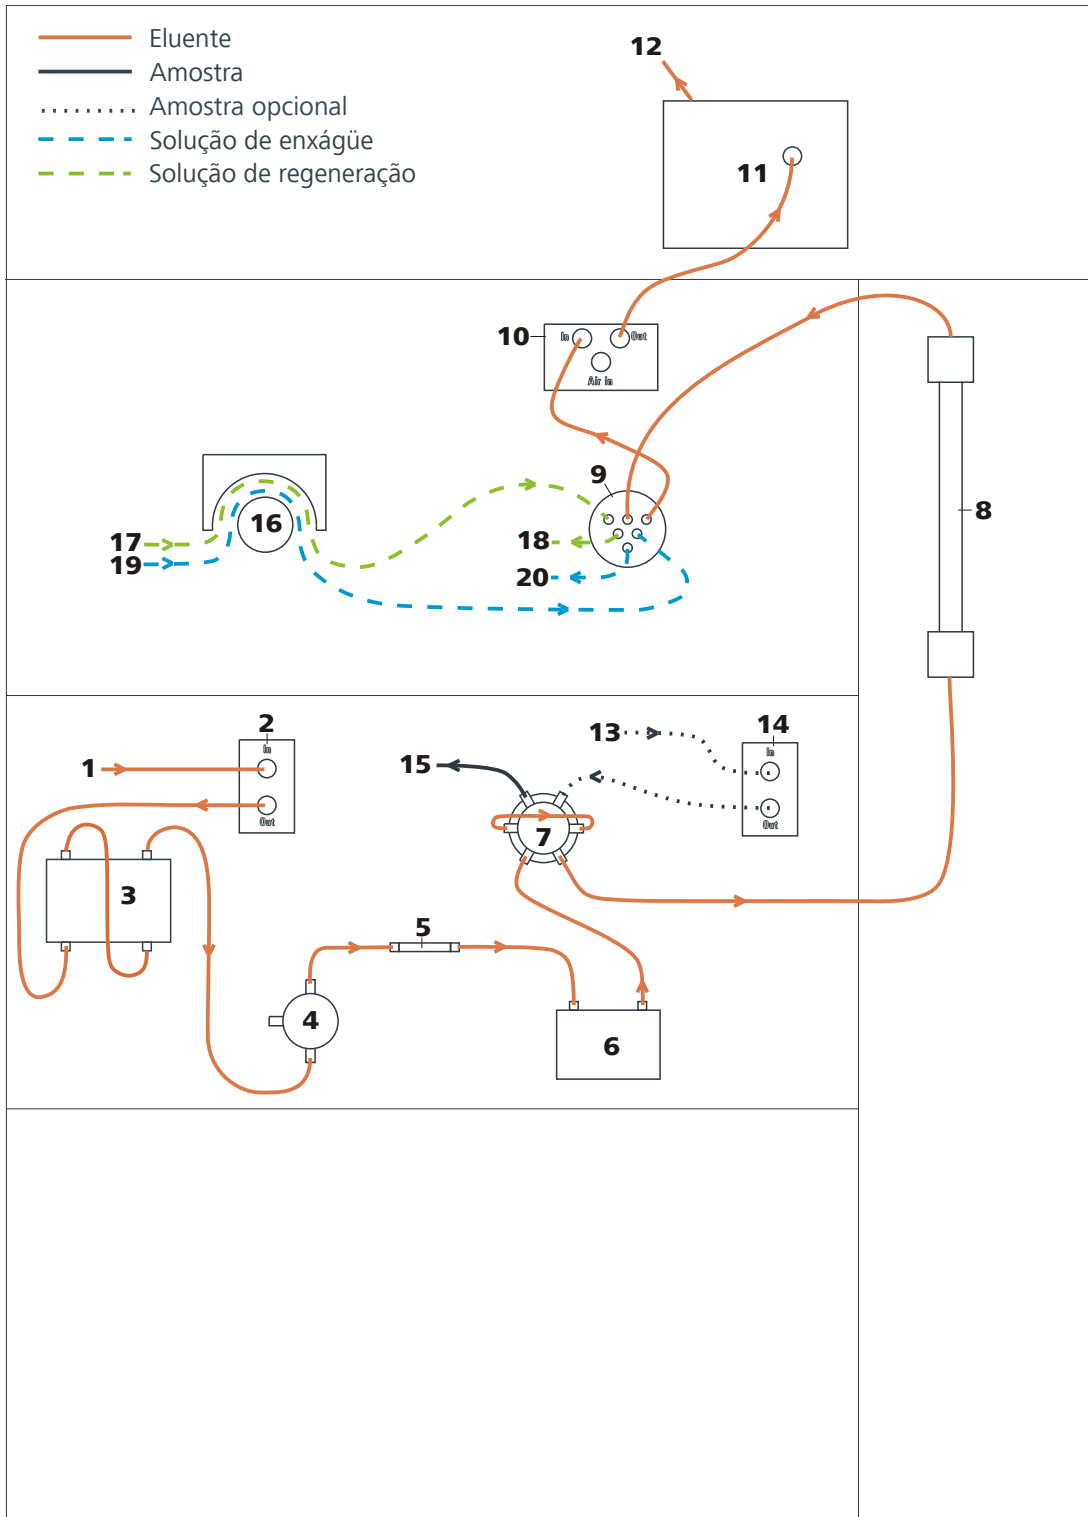 Eluente
Amostra
Amostra opcional
Solução de enxágüe
Solução de regeneração
12
11
10
In
Out
Air in
9
8
16
17
19
18
20
2
In
1
Out
13
14
In
15
Out
7
3
5
4
6